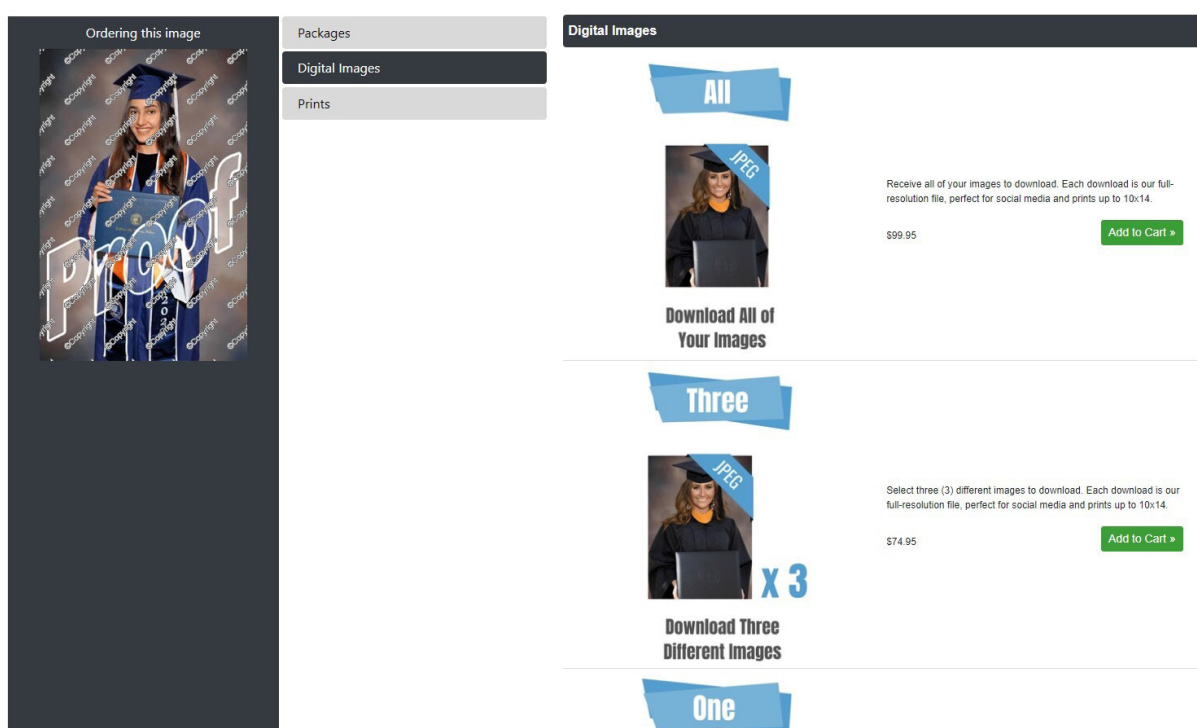 Ordering this image
©Copyright
Proof
Packages
Digital Images
Prints
Digital Images
All
JPEG
Receive all of your images to download. Each download is our full-
resolution file, perfect for social media and prints up to 10x14.
$99.95
Add to Cart »
Download All of
Your Images
Three
JPEG
Select three (3) different images to download. Each download is our
full-resolution file, perfect for social media and prints up to 10x14.
$74.95
Add to Cart »
X 3
Download Three
Different Images
One